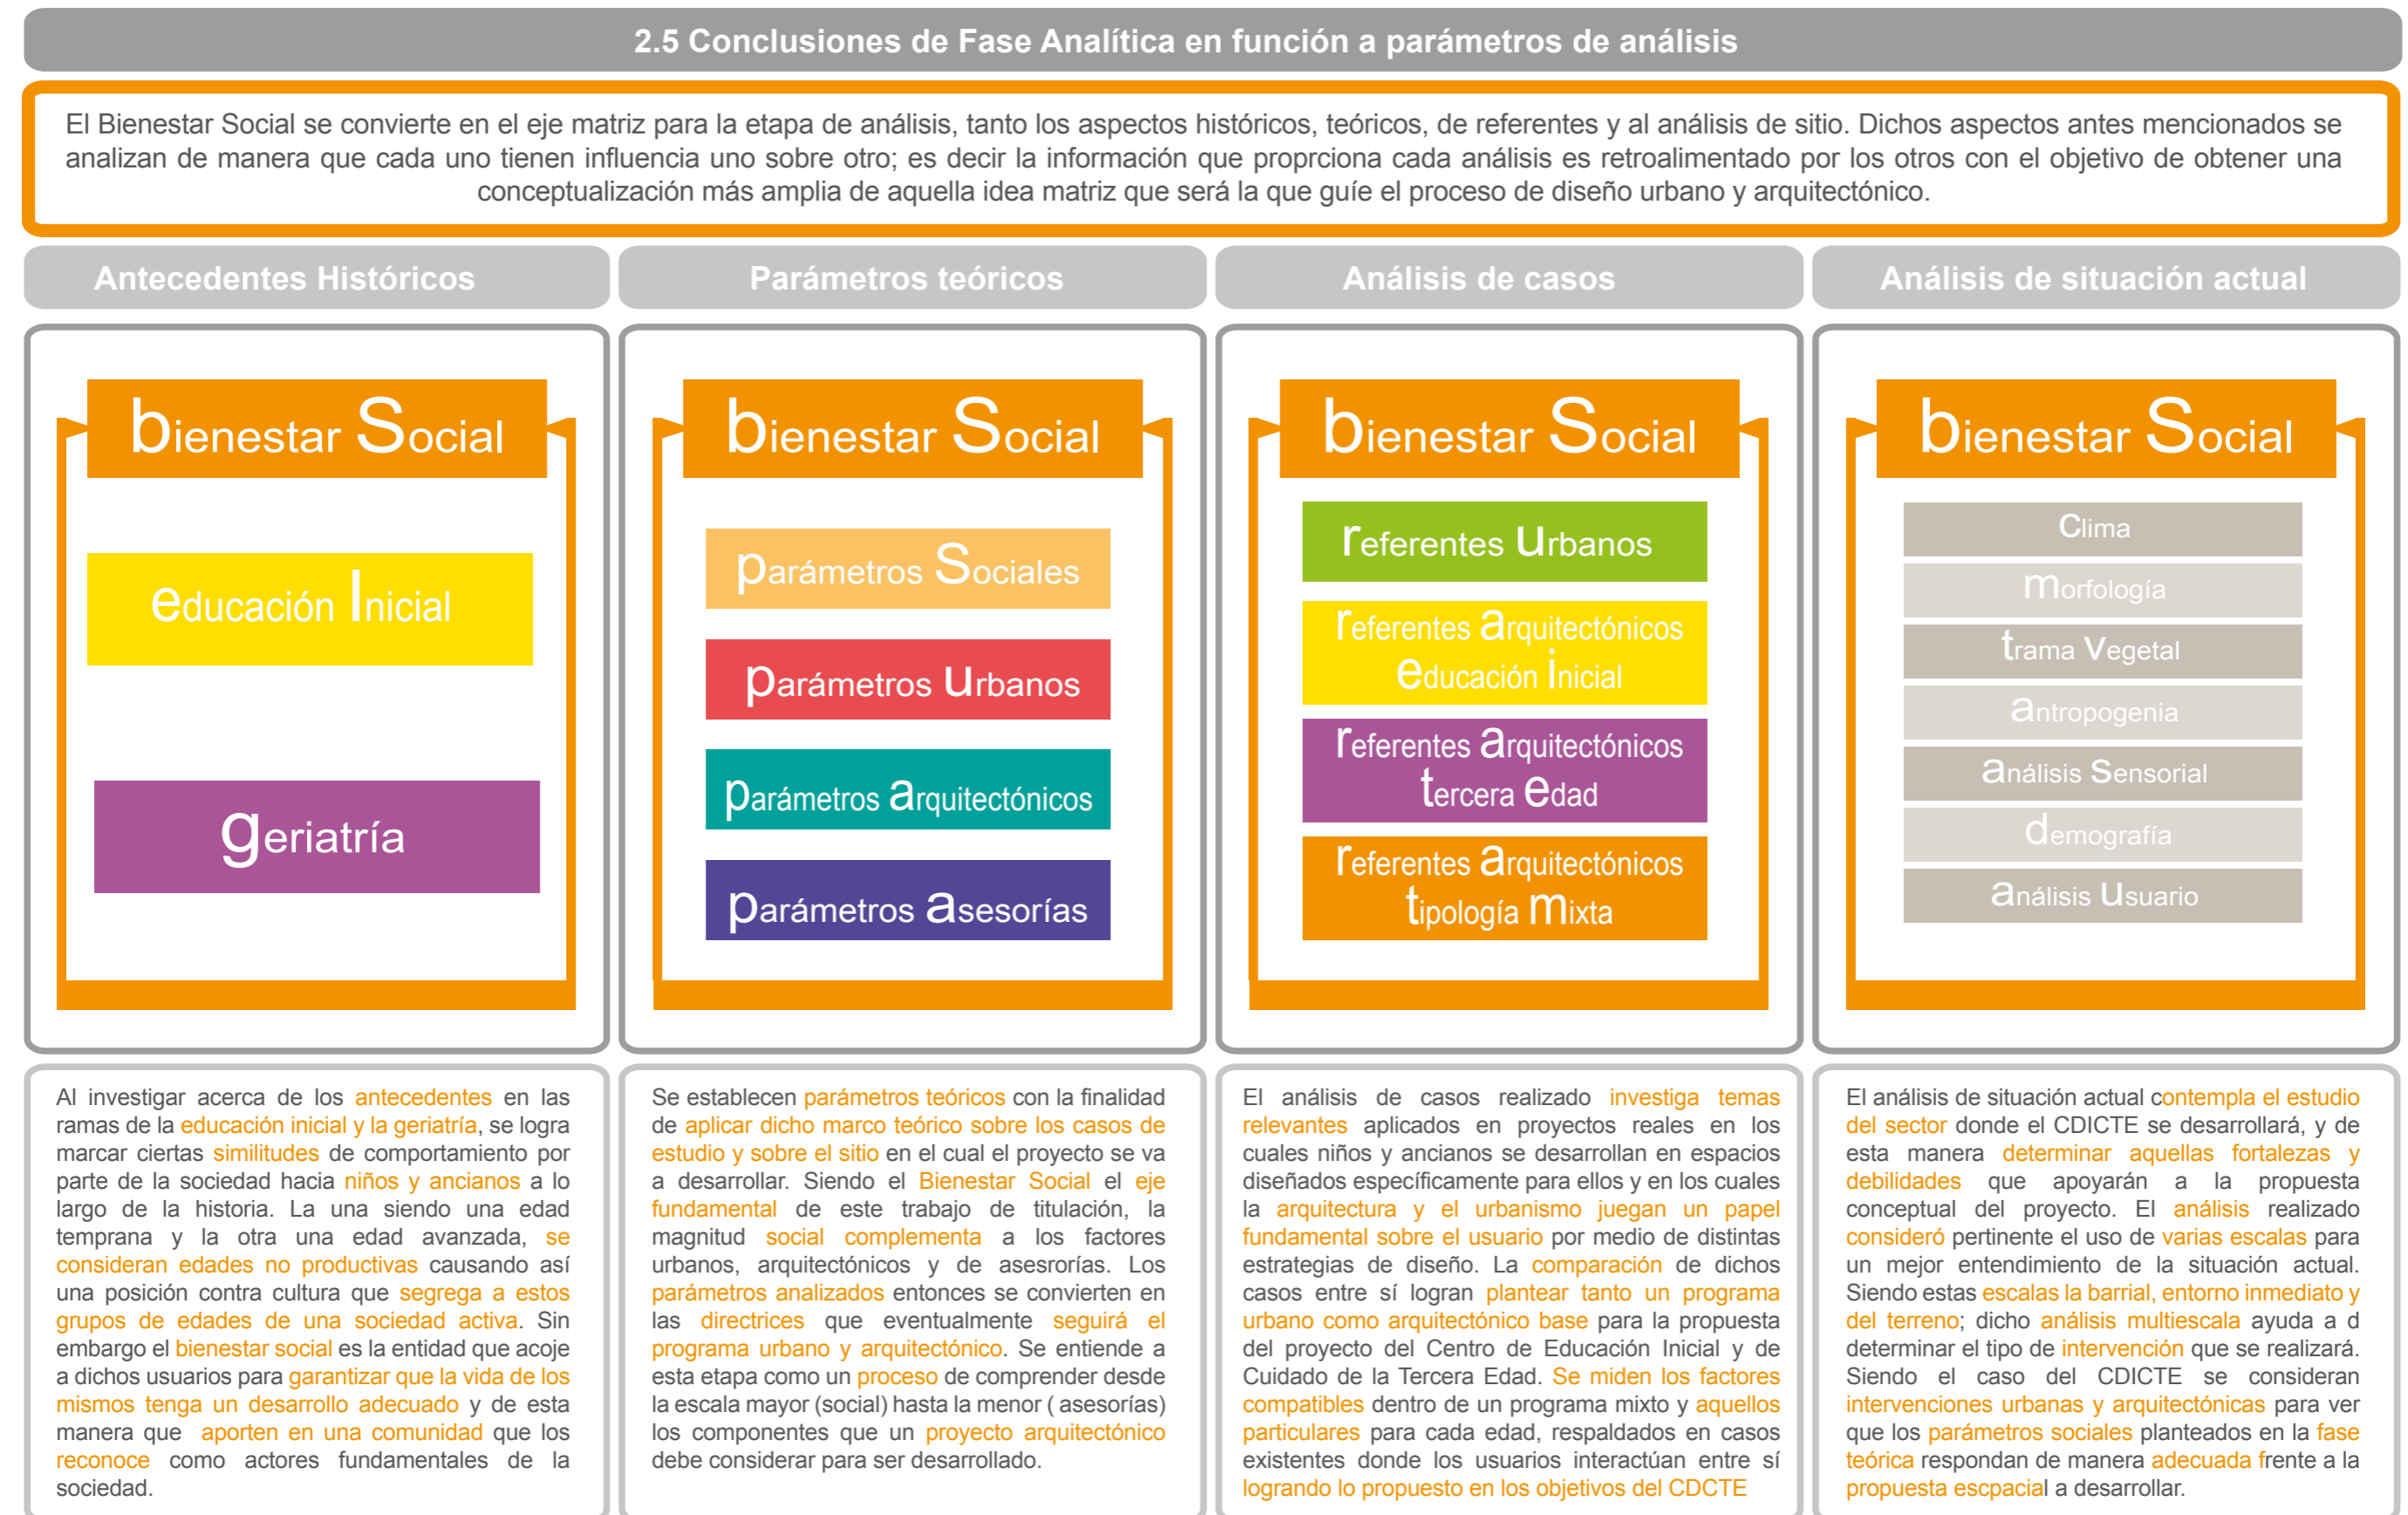 2.5 Conclusiones de Fase Analítica en función a parámetros de análisis
El Bienestar Social se convierte en el eje matriz para la etapa de análisis, tanto los aspectos históricos, teóricos, de referentes y al análisis de sitio. Dichos aspectos antes mencionados se
analizan de manera que cada uno tienen influencia uno sobre otro; es decir la información que proprciona cada análisis es retroalimentado por los otros con el objetivo de obtener una
conceptualización más amplia de aquella idea matriz que será la que guíe el proceso de diseño urbano y arquitectónico.
Antecedentes Históricos
bienestar Social
educación Inicial
geriatría
Al investigar acerca de los antecedentes en las
ramas de la educación inicial y la geriatría, se logra
marcar ciertas similitudes de comportamiento por
parte de la sociedad hacia niños y ancianos a lo
largo de la historia. La una siendo una edad
temprana y la otra una edad avanzada, se
consideran edades no productivas causando así
una posición contra cultura que segrega a estos
grupos de edades de una sociedad activa. Sin
embargo el bienestar social es la entidad que acoje
a dichos usuarios para garantizar que la vida de los
mismos tenga un desarrollo adecuado y de esta
manera que aporten en una comunidad que los
reconoce como actores fundamentales de la
sociedad.
Parámetros teóricos
bienestar Social
parámetros Sociales
parámetros urbanos
parámetros arquitectónicos
parámetros asesorías
Se establecen parámetros teóricos con la finalidad
de aplicar dicho marco teórico sobre los casos de
estudio y sobre el sitio en el cual el proyecto se va
a desarrollar. Siendo el Bienestar Social el eje
fundamental de este trabajo de titulación, la
magnitud social complementa a los factores
urbanos, arquitectónicos y de asesrorías. Los
parámetros analizados entonces se convierten en
las directrices que eventualmente seguirá el
programa urbano y arquitectónico. Se entiende a
esta etapa como un proceso de comprender desde
la escala mayor (social) hasta la menor ( asesorías)
los componentes que un proyecto arquitectónico
debe considerar para ser desarrollado.
Análisis de casos
bienestar Social
referentes urbanos
referentes arquitectónicos
educación inicial
referentes arquitectónicos
tercera edad
referentes arquitectónicos
tipología mixta
El análisis de casos realizado investiga temas
relevantes aplicados en proyectos reales en los
cuales niños y ancianos se desarrollan en espacios
diseñados específicamente para ellos y en los cuales
la arquitectura y el urbanismo juegan un papel
fundamental sobre el usuario por medio de distintas
estrategias de diseño. La comparación de dichos
casos entre sí logran plantear tanto un programa
urbano como arquitectónico base para la propuesta
del proyecto del Centro de Educación Inicial y de
Cuidado de la Tercera Edad. Se miden los factores
compatibles dentro de un programa mixto y aquellos
particulares para cada edad, respaldados en casos
existentes donde los usuarios interactúan entre sí
logrando lo propuesto en los objetivos del CDCTE
Análisis de situación actual
bienestar Social
clima
morfología
trama vegetal
antropogenia
análisis sensorial
demografía
análisis usuario
El análisis de situación actual contempla el estudio
del sector donde el CDICTE se desarrollará, y de
esta manera determinar aquellas fortalezas y
debilidades que apoyarán a la propuesta
conceptual del proyecto. El análisis realizado
consideró pertinente el uso de varias escalas para
un mejor entendimiento de la situación actual.
Siendo estas escalas la barrial, entorno inmediato y
del terreno; dicho análisis multiescala ayuda a d
determinar el tipo de intervención que se realizará.
Siendo el caso del CDICTE se consideran
intervenciones urbanas y arquitectónicas para ver
que los parámetros sociales planteados en la fase
teórica respondan de manera adecuada frente a la
propuesta escpacial a desarrollar.